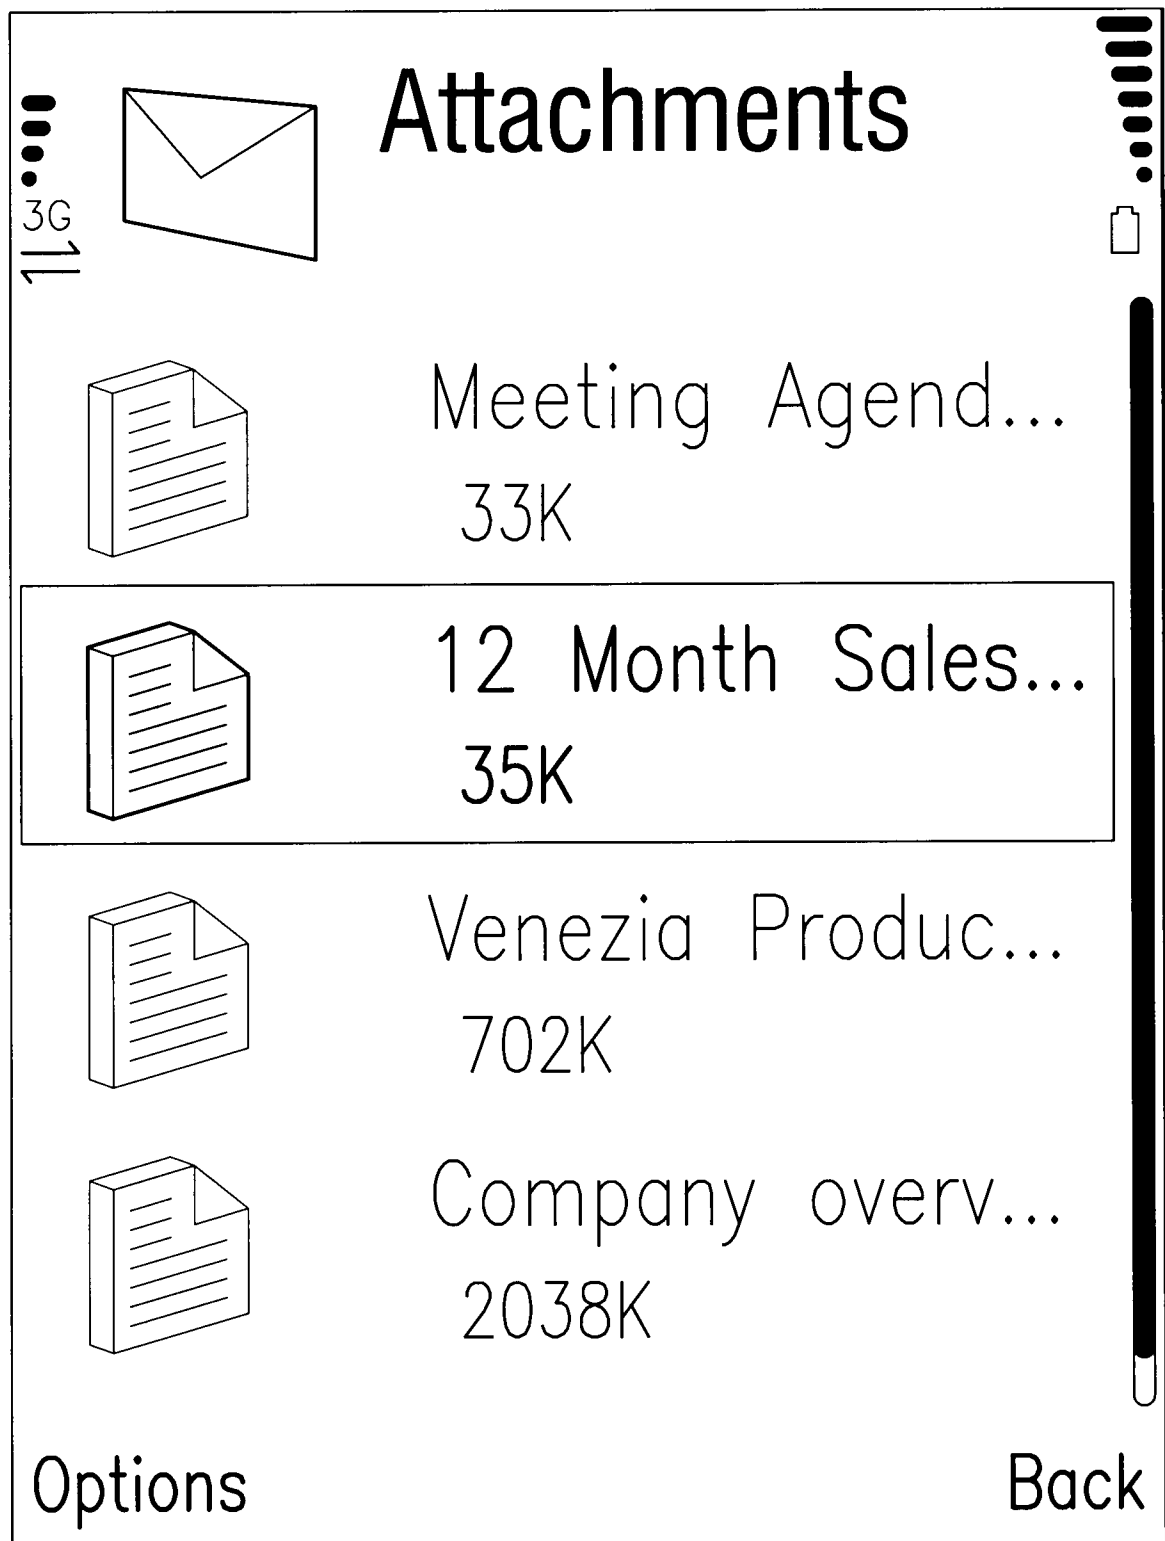 Attachments
3G
Meeting Agend...
33K
12 Month Sales...
35K
Venezia Produc...
702K
Company overv...
2038K
Options
Back